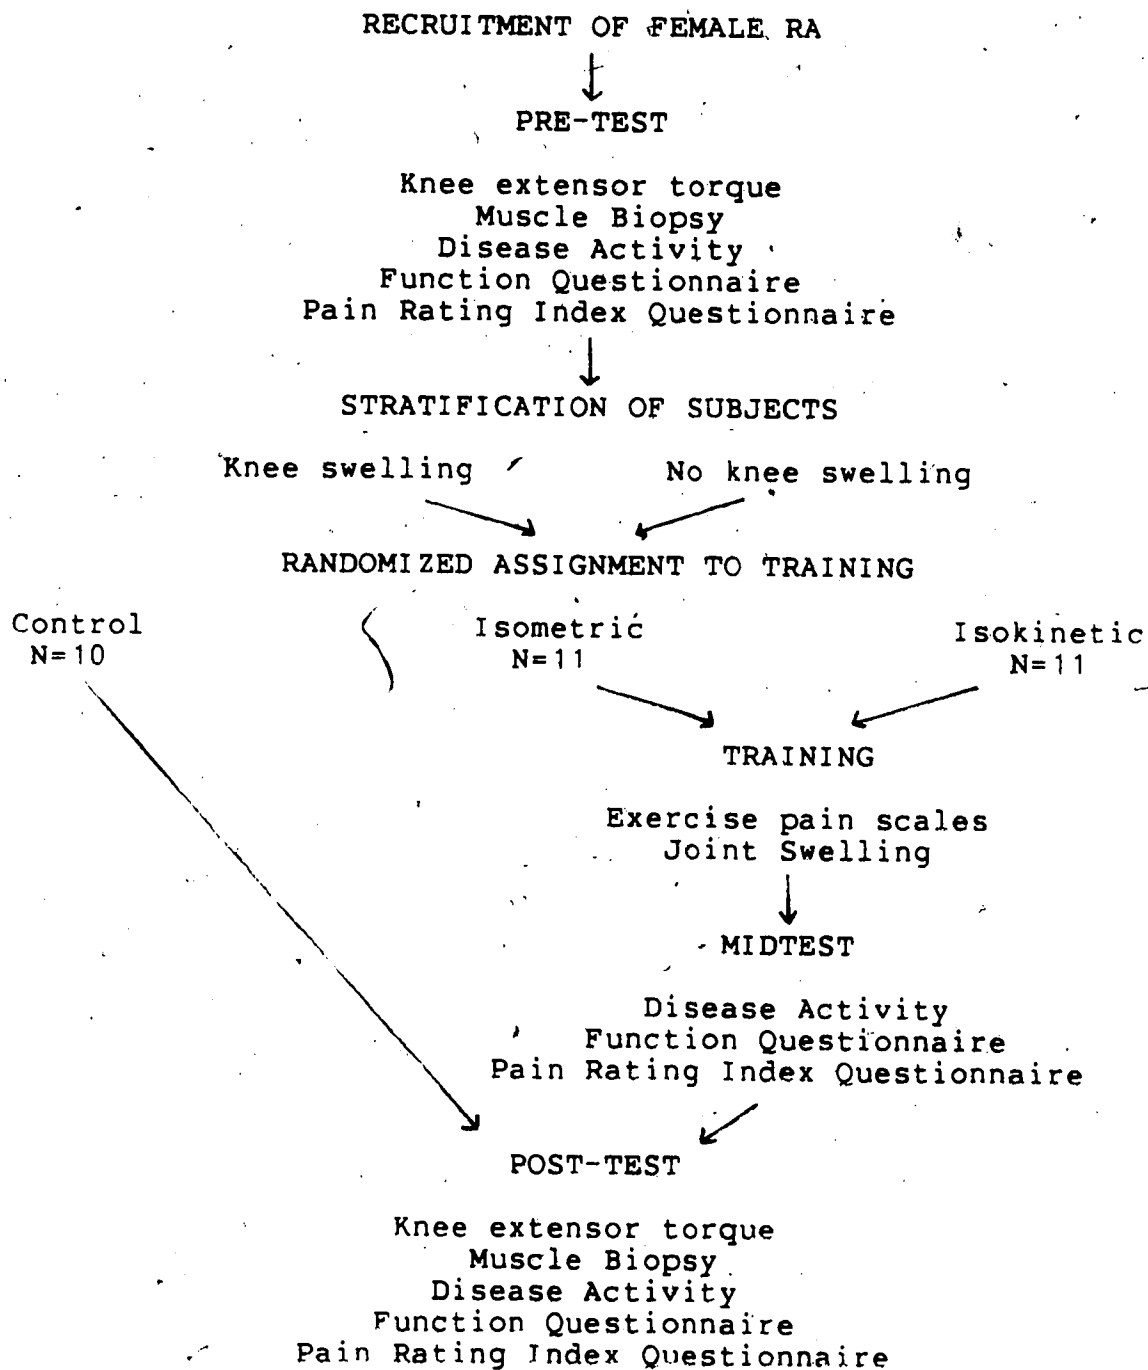 RECRUITMENT OF FEMALE RA
PRE-TEST
Knee extensor torque
Muscle Biopsy
Disease Activity
Function Questionnaire
Pain Rating Index Questionnaire
STRATIFICATION OF SUBJECTS
Knee swelling No knee swelling
RANDOMIZED ASSIGNMENT TO TRAINING
Control Isometric Isokinetic
N=10 N=11 N=11
TRAINING
Exercise pain scales
Joint Swelling
MIDTEST
Disease Activity
Function Questionnaire
Pain Rating Index Questionnaire
POST-TEST
Knee extensor torque
Muscle Biopsy
Disease Activity
Function Questionnaire
Pain Rating Index Questionnaire